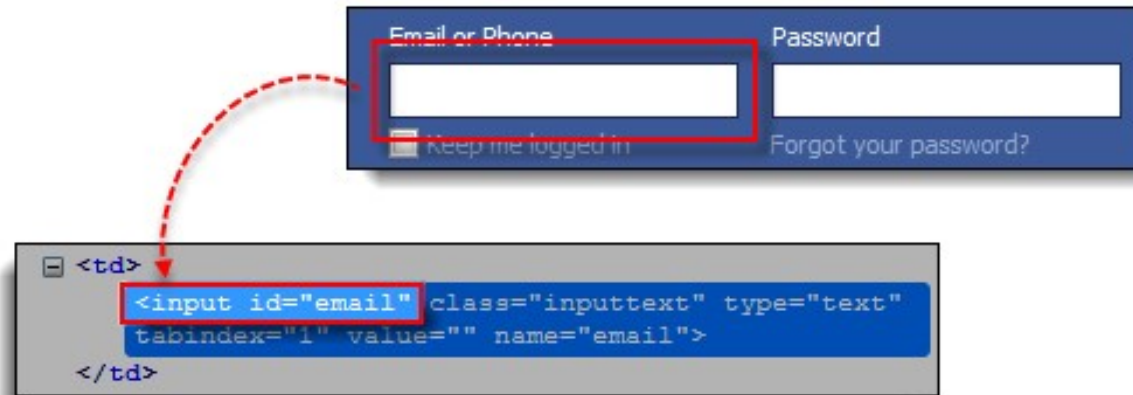 Email or Phone Password
Keep me logged in Forgot your password?
<td>
<input id="email" class="inputtext" type="text"
tabindex="1" value="" name="email">
</td>